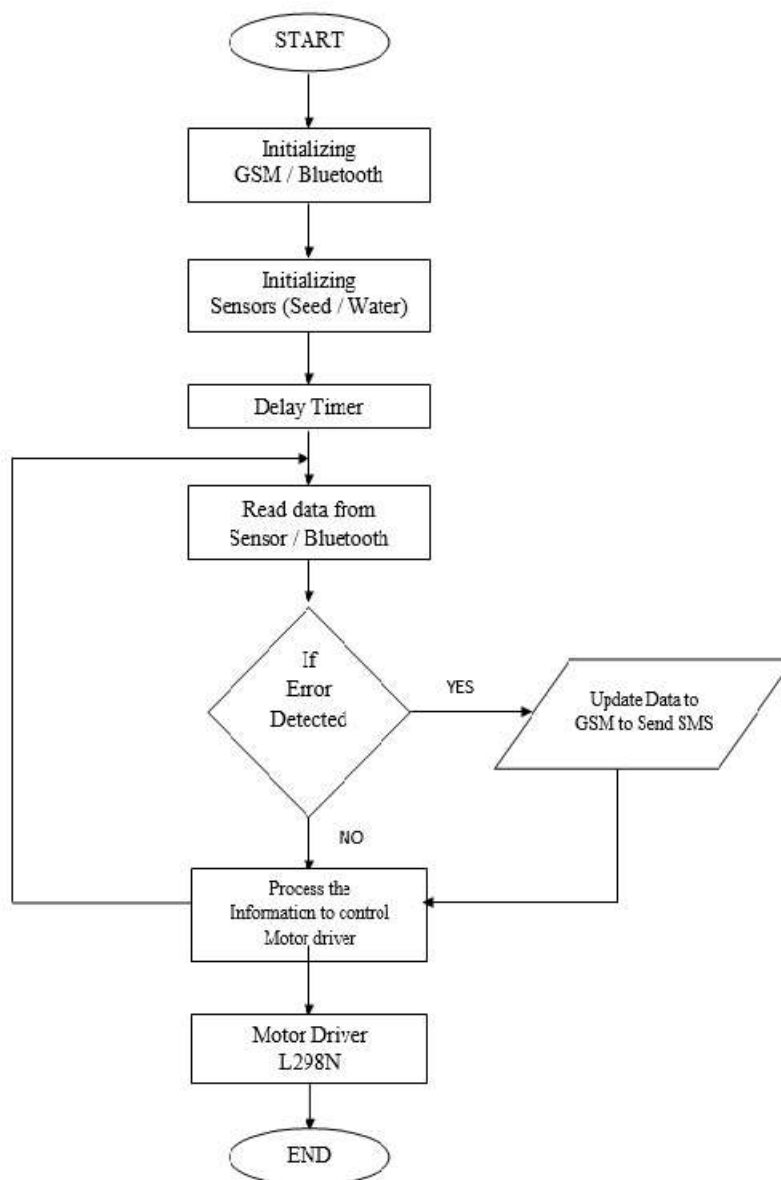 START
Initializing
GSM / Bluetooth
Initializing
Sensors (Seed / Water)
Delay Timer
Read data from
Sensor / Bluetooth
If
Error
Detected
YES
Update Data to
GSM to Send SMS
NO
Process the
Information to control
Motor driver
Motor Driver
L298N
END